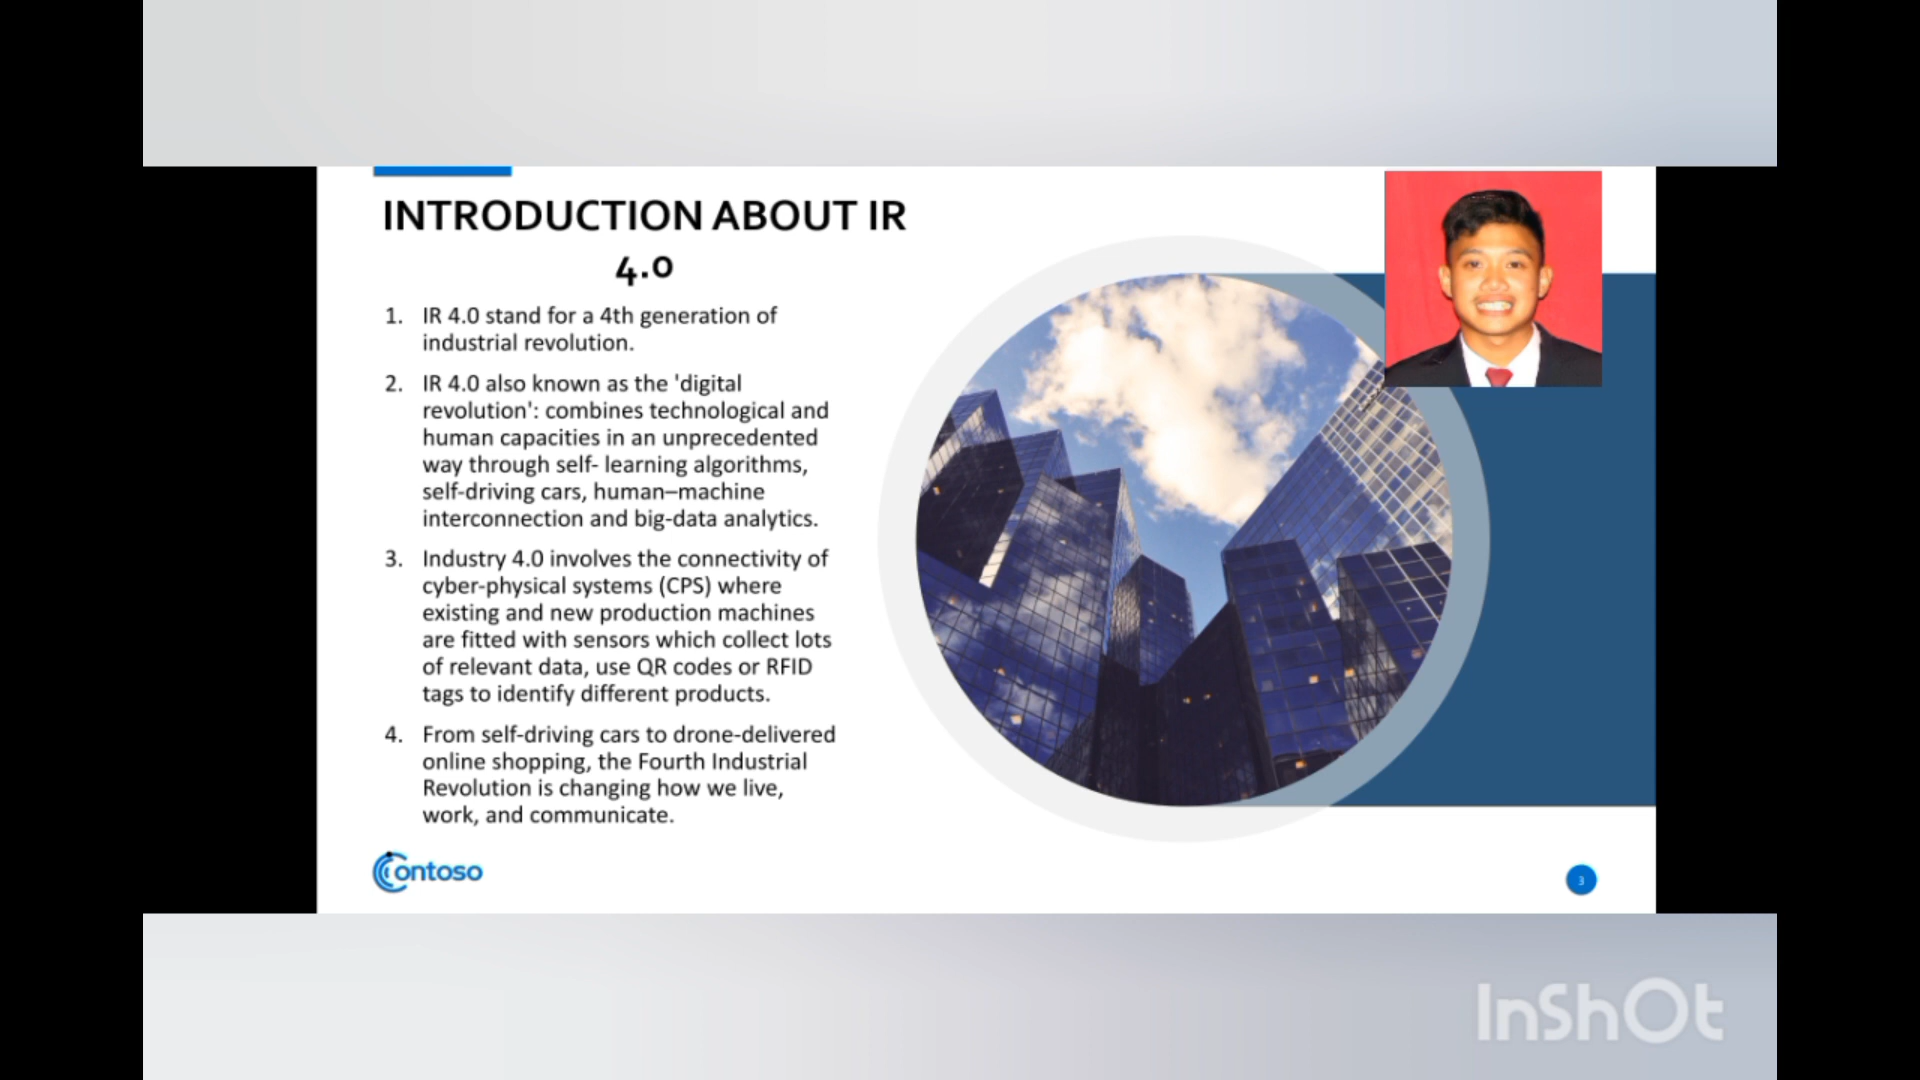 INTRODUCTION ABOUT IR
4.0
1. IR 4.0 stand for a 4th generation of
industrial revolution.
2. IR 4.0 also known as the 'digital
revolution': combines technological and
human capacities in an unprecedented
way through self- learning algorithms,
self-driving cars, human–machine
interconnection and big-data analytics.
3. Industry 4.0 involves the connectivity of
cyber-physical systems (CPS) where
existing and new production machines
are fitted with sensors which collect lots
of relevant data, use QR codes or RFID
tags to identify different products.
4. From self-driving cars to drone-delivered
online shopping, the Fourth Industrial
Revolution is changing how we live,
work, and communicate.
Contoso
3
InShOt